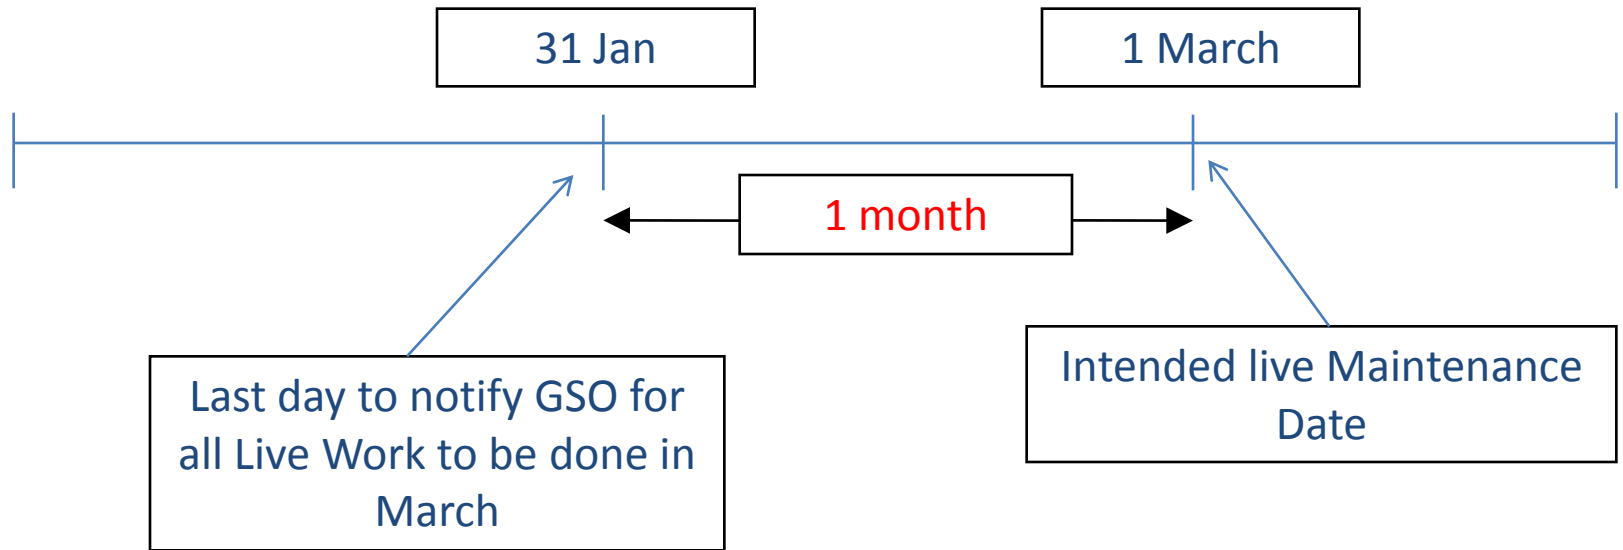 31 Jan
1 March
1 month
Last day to notify GSO for
all Live Work to be done in
March
Intended live Maintenance
Date